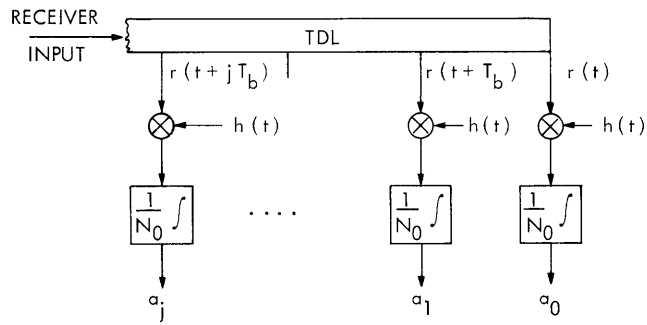 RECEIVER
INPUT
TDL
r(t+jT_b) r(t+T_b) r(t)
h(t) h(t) h(t)
1/N_0 ∫ .... 1/N_0 ∫ 1/N_0 ∫
a_j a_1 a_0